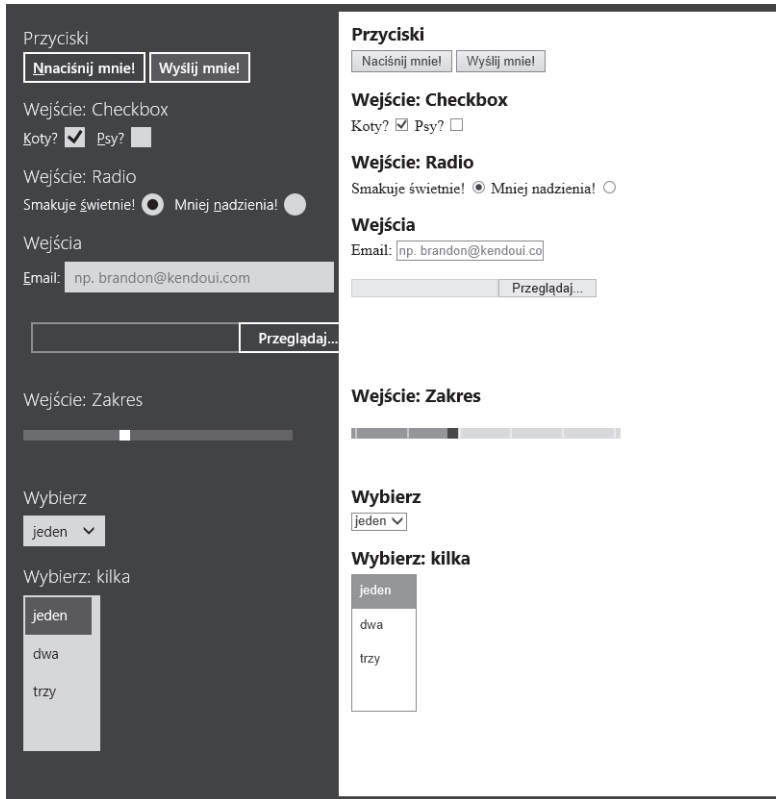 Przyciski
Nnaciśnij mnie! Wyślij mnie!
Wejście: Checkbox
Koty? Psy?
Wejście: Radio
Smakuje świetnie! Mniej nadzienia!
Wejścia
Email: np. brandon@kendoui.com
Przeglądaj...
Wejście: Zakres
Wybierz
jeden
Wybierz: kilka
jeden
dwa
trzy
Przyciski
Naciśnij mnie! Wyślij mnie!
Wejście: Checkbox
Koty? Psy?
Wejście: Radio
Smakuje świetnie! Mniej nadzienia!
Wejścia
Email: np. brandon@kendoui.co
Przeglądaj...
Wejście: Zakres
Wybierz
jeden
Wybierz: kilka
jeden
dwa
trzy